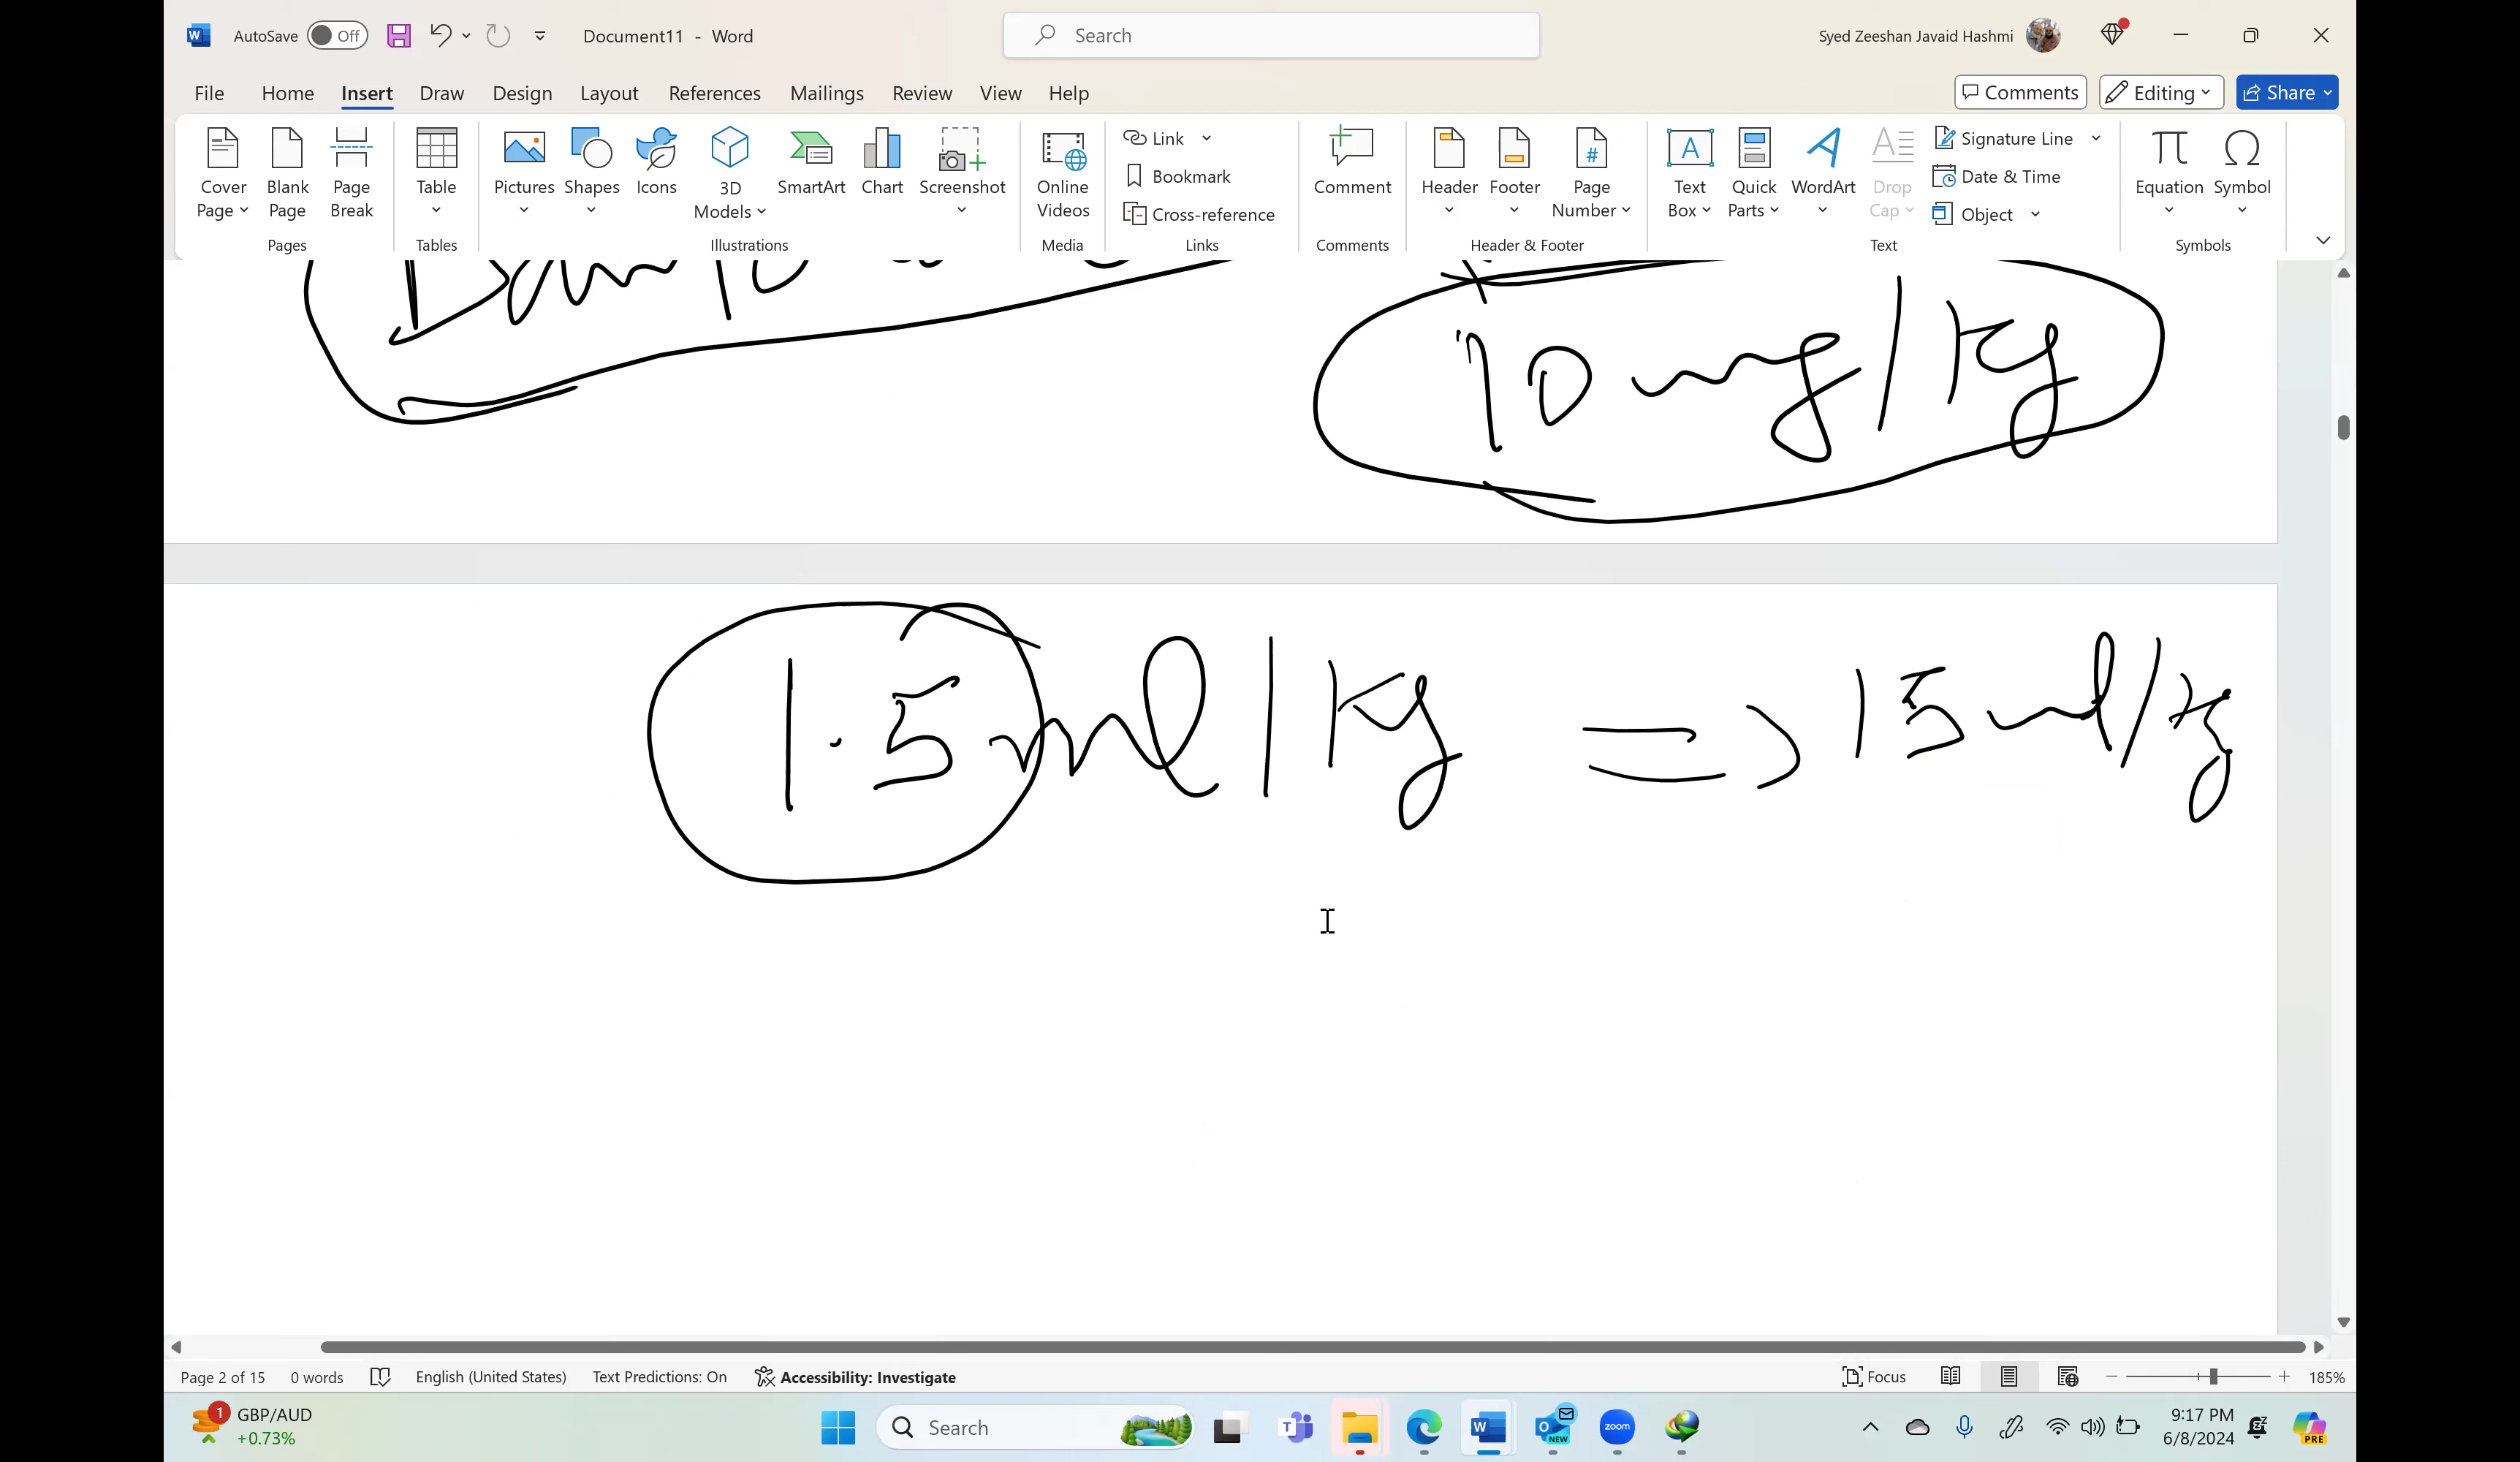 AutoSave Off Document11 - Word Search Syed Zeeshan Javaid Hashmi
File Home Insert Draw Design Layout References Mailings Review View Help Comments Editing Share
Cover Page Blank Page Page Break Table Pictures Shapes Icons 3D Models SmartArt Chart Screenshot Online Videos Link Bookmark Cross-reference Comment Header Footer Page Number Text Box Quick Parts WordArt Drop Cap Signature Line Date & Time Object Equation Symbol
Pages Tables Illustrations Media Links Comments Header & Footer Text Symbols
10 mg/kg
1.5 ml/kg => 15 ml/kg
Page 2 of 15 0 words English (United States) Text Predictions: On Accessibility: Investigate Focus 185%
1 GBP/AUD Search NEW zoom 9:17 PM PRE
+0.73% 6/8/2024